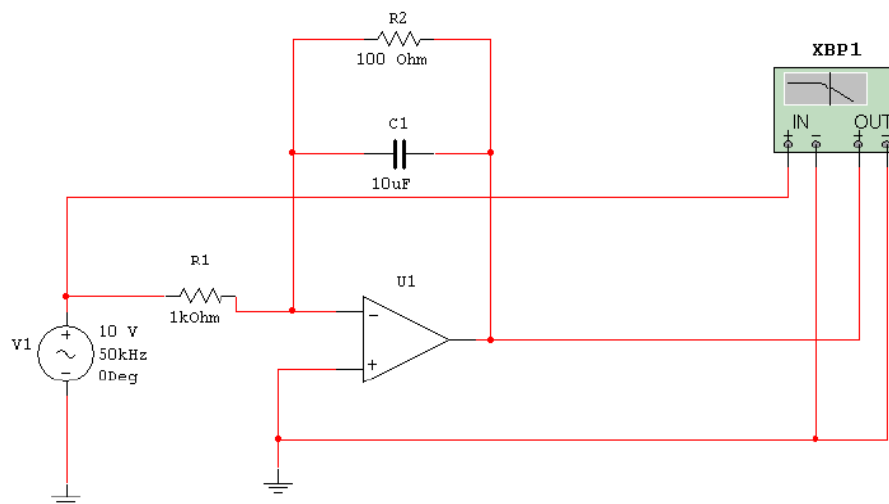 R2
100 Ohm
XBP1
IN
OUT
+
−
+
−
C1
10uF
R1
1kOhm
U1
−
+
V1
+
−
10 V
50kHz
0Deg